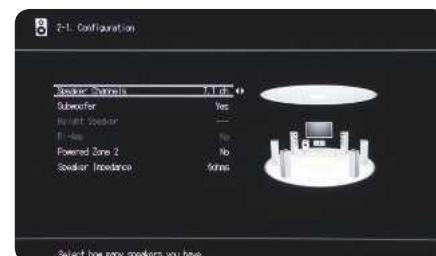 2-1. Configuration
Speaker Channels 7.1 ch
Subwoofer Yes
Height Speaker ---
Bi-Amp No
Powered Zone 2 No
Speaker Impedance 6ohms
Select how many speakers you have.